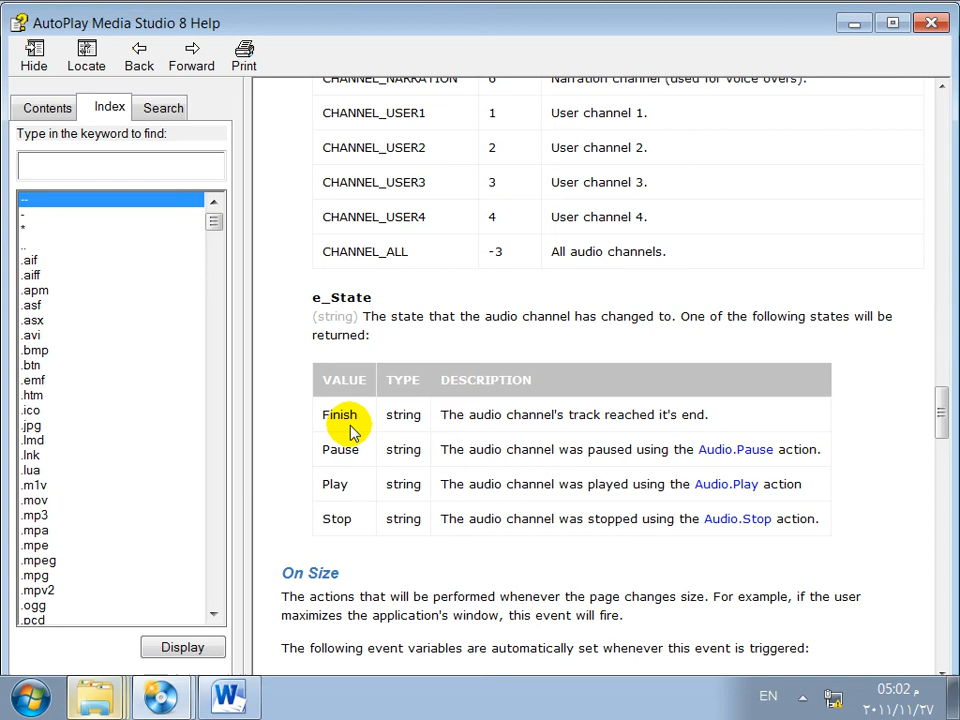 AutoPlay Media Studio 8 Help
Hide Locate Back Forward Print
Contents Index Search
Type in the keyword to find:
--
-
*
..
.aif
.aiff
.apm
.asf
.asx
.avi
.bmp
.btn
.emf
.htm
.ico
.jpg
.lmd
.lnk
.lua
.m1v
.mov
.mp3
.mpa
.mpe
.mpeg
.mpg
.mpv2
.ogg
.pcd
Display
CHANNEL_NARRATION 6 Narration channel (used for voice overs).
CHANNEL_USER1 1 User channel 1.
CHANNEL_USER2 2 User channel 2.
CHANNEL_USER3 3 User channel 3.
CHANNEL_USER4 4 User channel 4.
CHANNEL_ALL -3 All audio channels.
e_State
(string) The state that the audio channel has changed to. One of the following states will be
returned:
VALUE TYPE DESCRIPTION
Finish string The audio channel's track reached it's end.
Pause string The audio channel was paused using the Audio.Pause action.
Play string The audio channel was played using the Audio.Play action
Stop string The audio channel was stopped using the Audio.Stop action.
On Size
The actions that will be performed whenever the page changes size. For example, if the user
maximizes the application's window, this event will fire.
The following event variables are automatically set whenever this event is triggered:
EN
05:02 م
٢٠١١/١١/٢٧